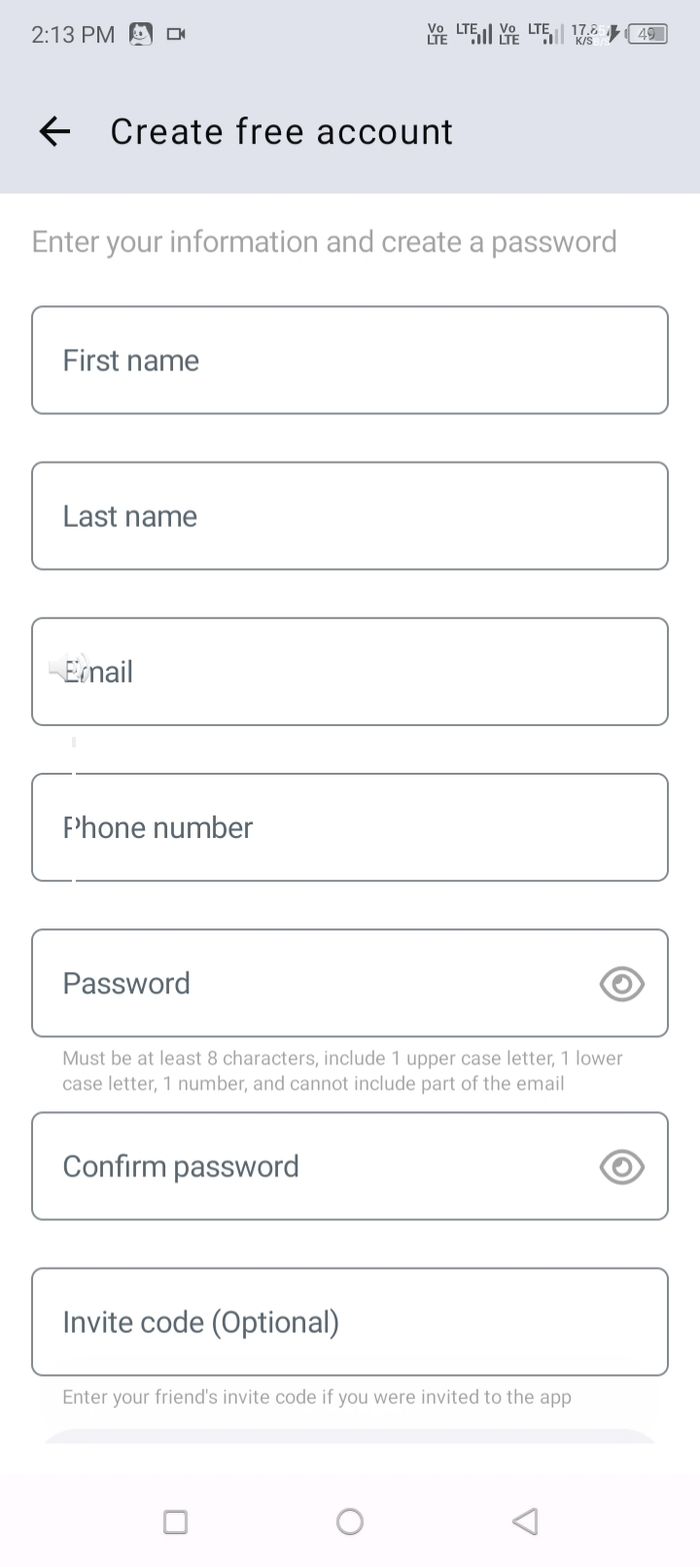 2:13 PM
Vo LTE LTE Vo LTE LTE K/S 49
Create free account
Enter your information and create a password
First name
Last name
Email
Phone number
Password
Must be at least 8 characters, include 1 upper case letter, 1 lower
case letter, 1 number, and cannot include part of the email
Confirm password
Invite code (Optional)
Enter your friend's invite code if you were invited to the app